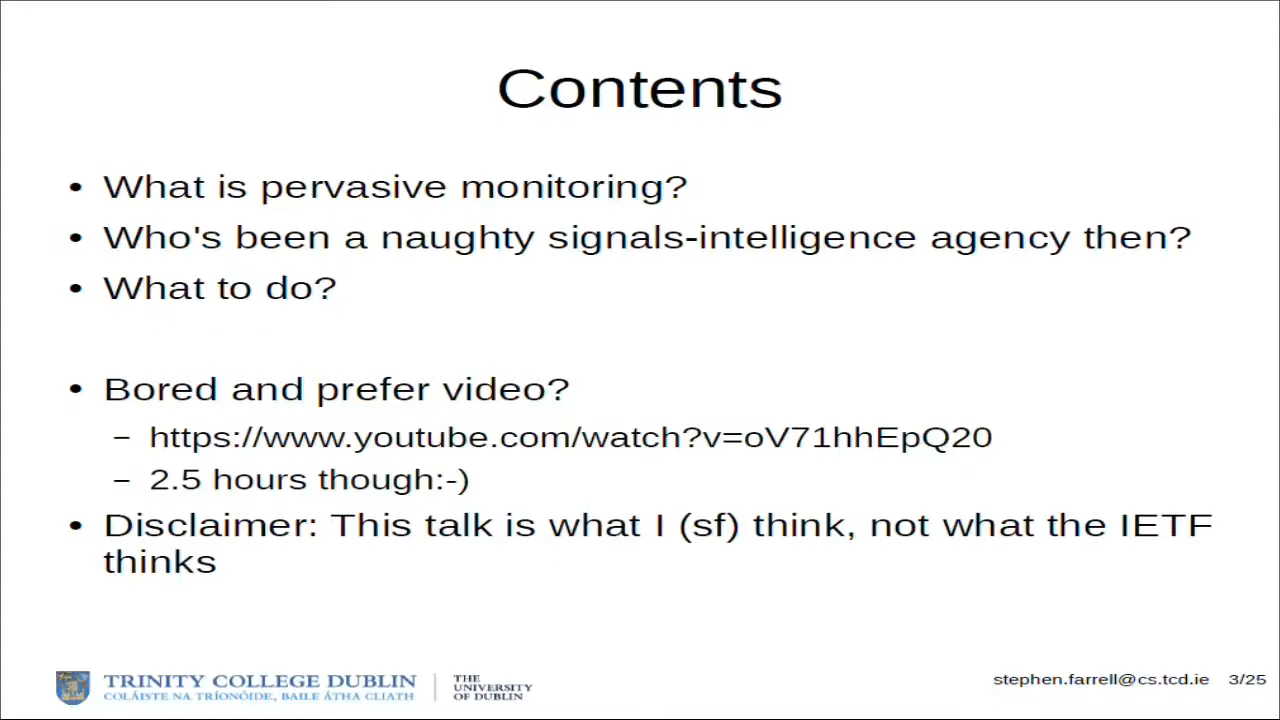 Contents
• What is pervasive monitoring?
• Who's been a naughty signals-intelligence agency then?
• What to do?
• Bored and prefer video?
– https://www.youtube.com/watch?v=oV71hhEpQ20
– 2.5 hours though:-)
• Disclaimer: This talk is what I (sf) think, not what the IETF
thinks
TRINITY COLLEGE DUBLIN
COLÁISTE NA TRÍONÓIDE, BAILE ÁTHA CLIATH
THE
UNIVERSITY
OF DUBLIN
stephen.farrell@cs.tcd.ie 3/25